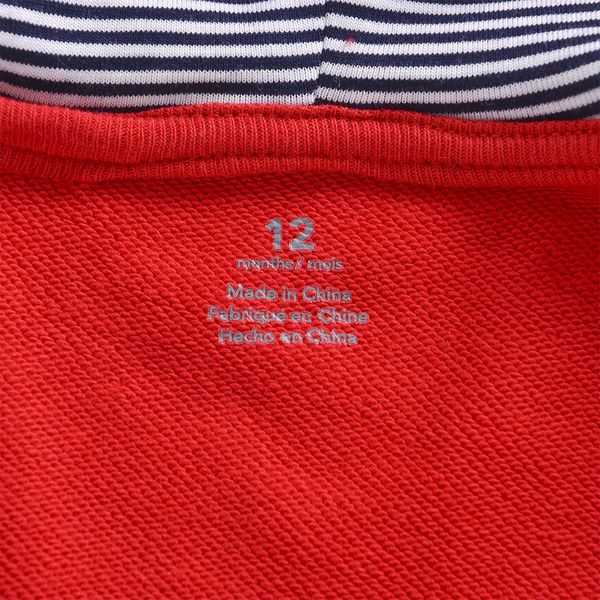 12
months / mois
Made in China
Fabriqué en Chine
Hecho en China